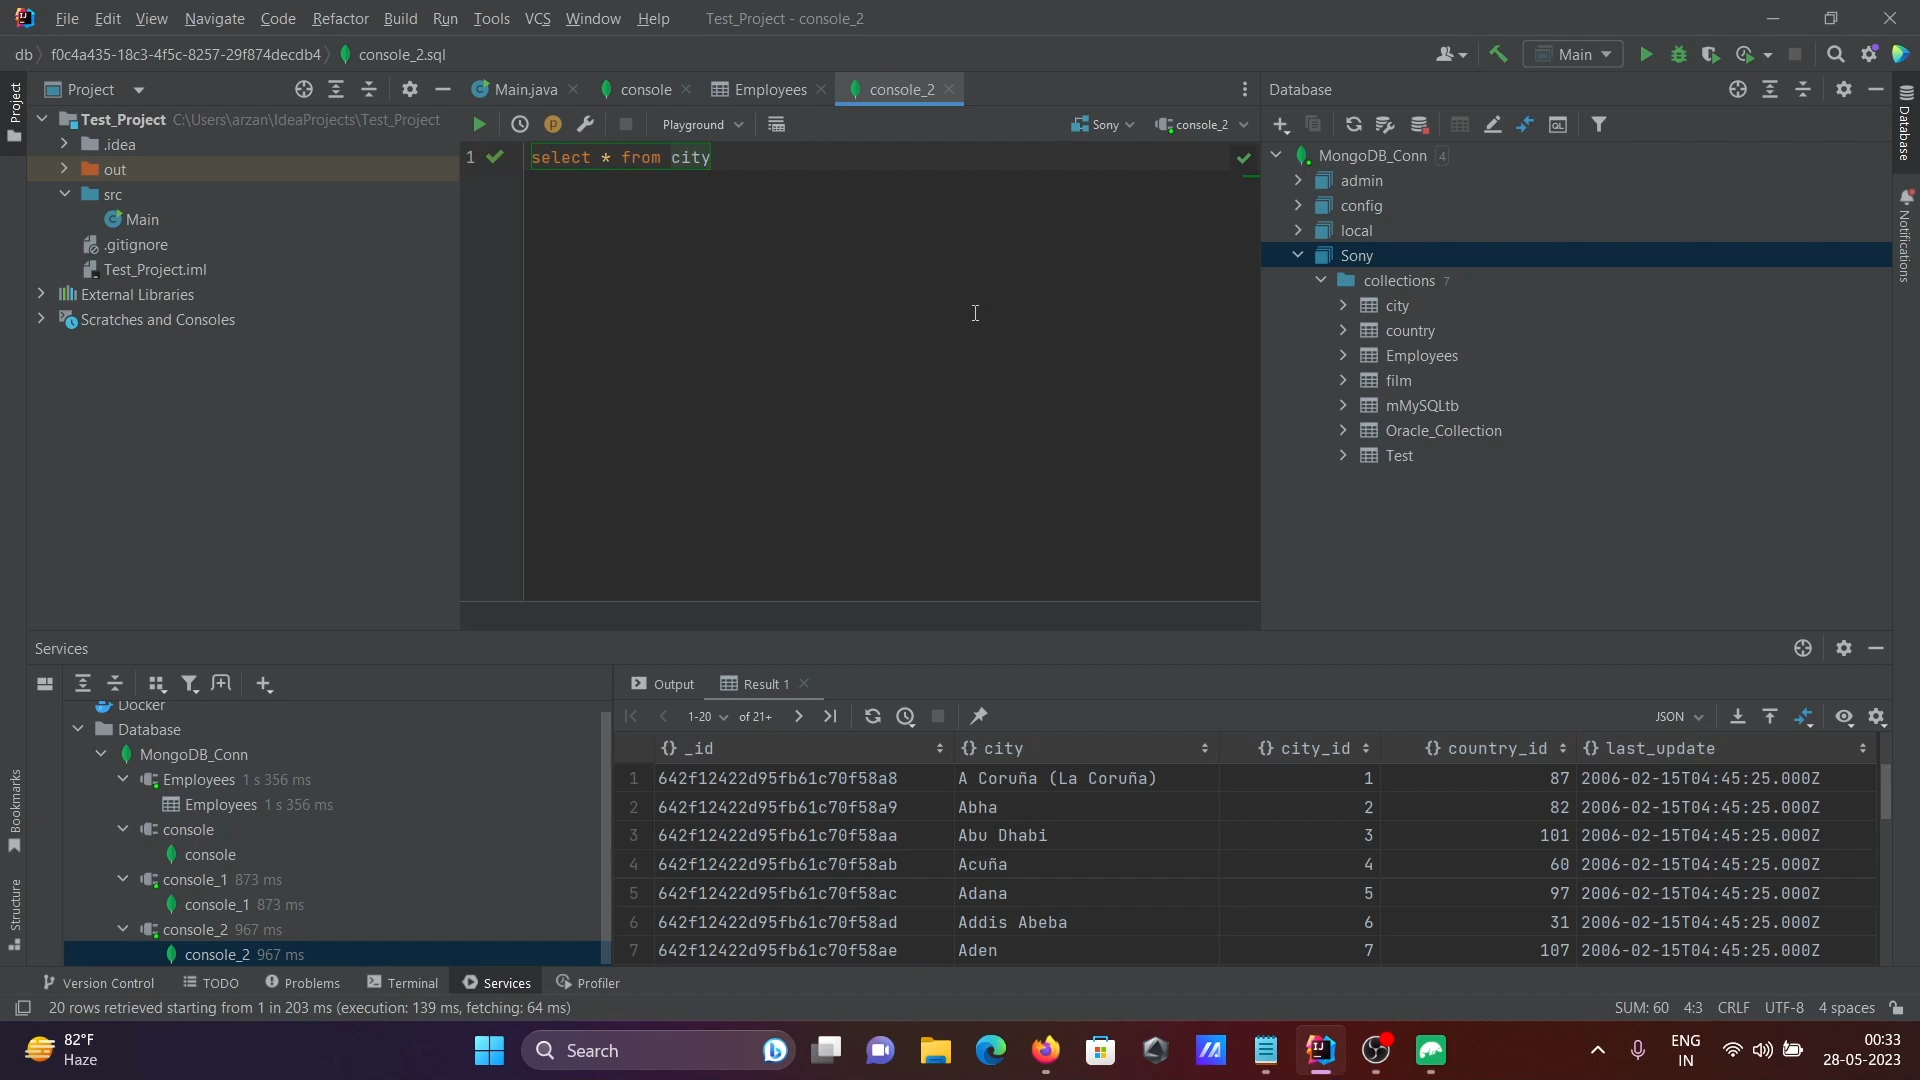 File Edit View Navigate Code Refactor Build Run Tools VCS Window Help Test_Project - console_2
db f0c4a435-18c3-4f5c-8257-29f874decdb4 console_2.sql Main
Project Project Main.java console Employees console_2 Database Database
Test_Project C:\Users\arzan\IdeaProjects\Test_Project
.idea
out
src
Main
.gitignore
Test_Project.iml
External Libraries
Scratches and Consoles
Playground Sony console_2
1 select * from city
MongoDB_Conn 4
admin
config
local
Sony
collections 7
city
country
Employees
film
mMySQLtb
Oracle_Collection
Test
Notifications
Bookmarks
Structure
Services
Docker
Database
MongoDB_Conn
Employees 1 s 356 ms
Employees 1 s 356 ms
console
console
console_1 873 ms
console_1 873 ms
console_2 967 ms
console_2 967 ms
Output Result 1
1-20 of 21+ JSON
_id city city_id country_id last_update
1 642f12422d95fb61c70f58a8 A Coruña (La Coruña) 1 87 2006-02-15T04:45:25.000Z
2 642f12422d95fb61c70f58a9 Abha 2 82 2006-02-15T04:45:25.000Z
3 642f12422d95fb61c70f58aa Abu Dhabi 3 101 2006-02-15T04:45:25.000Z
4 642f12422d95fb61c70f58ab Acuña 4 60 2006-02-15T04:45:25.000Z
5 642f12422d95fb61c70f58ac Adana 5 97 2006-02-15T04:45:25.000Z
6 642f12422d95fb61c70f58ad Addis Abeba 6 31 2006-02-15T04:45:25.000Z
7 642f12422d95fb61c70f58ae Aden 7 107 2006-02-15T04:45:25.000Z
Version Control TODO Problems Terminal Services Profiler
20 rows retrieved starting from 1 in 203 ms (execution: 139 ms, fetching: 64 ms) SUM: 60 4:3 CRLF UTF-8 4 spaces
82°F
Haze
Search
ENG
IN
00:33
28-05-2023